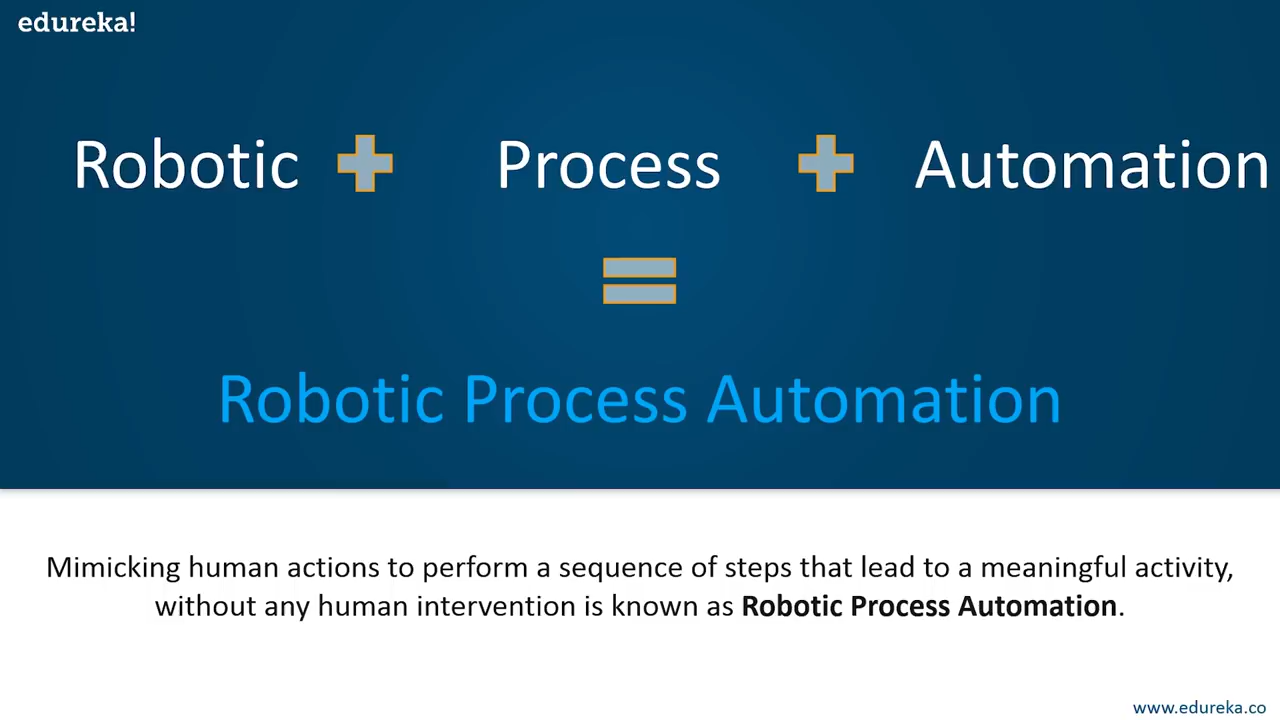 edureka!
Robotic + Process + Automation
=
Robotic Process Automation
Mimicking human actions to perform a sequence of steps that lead to a meaningful activity,
without any human intervention is known as Robotic Process Automation.
www.edureka.co